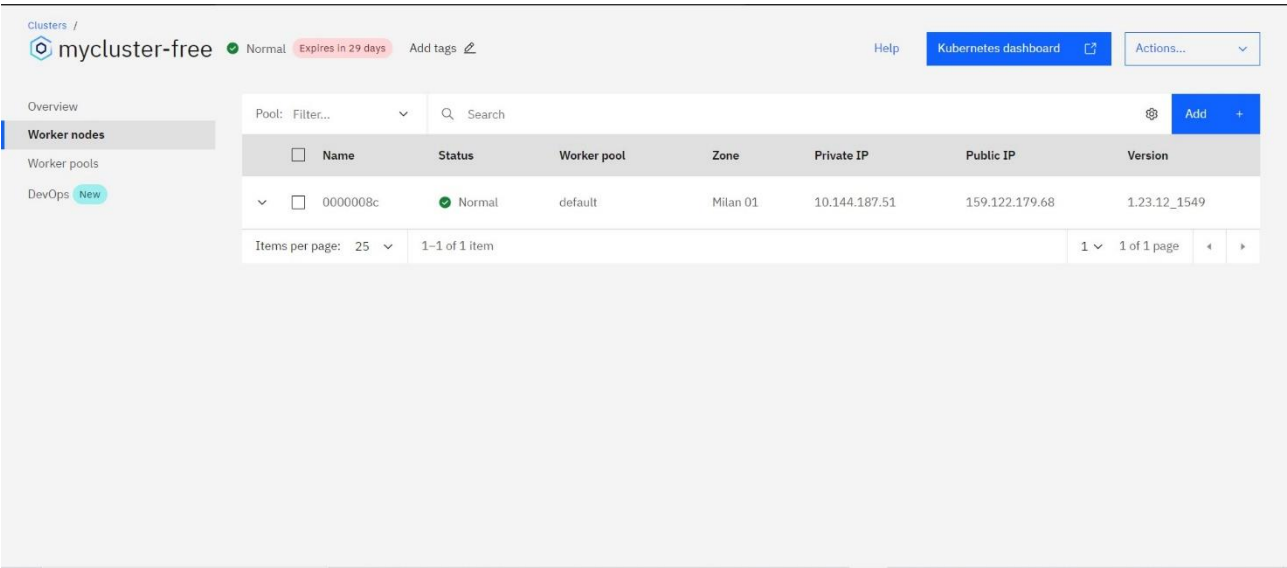 Clusters /
mycluster-free Normal Expires in 29 days Add tags Help Kubernetes dashboard Actions...
Overview
Worker nodes
Worker pools
DevOps New
Pool: Filter... Search Add +
Name Status Worker pool Zone Private IP Public IP Version
0000008c Normal default Milan 01 10.144.187.51 159.122.179.68 1.23.12_1549
Items per page: 25 1–1 of 1 item 1 1 of 1 page